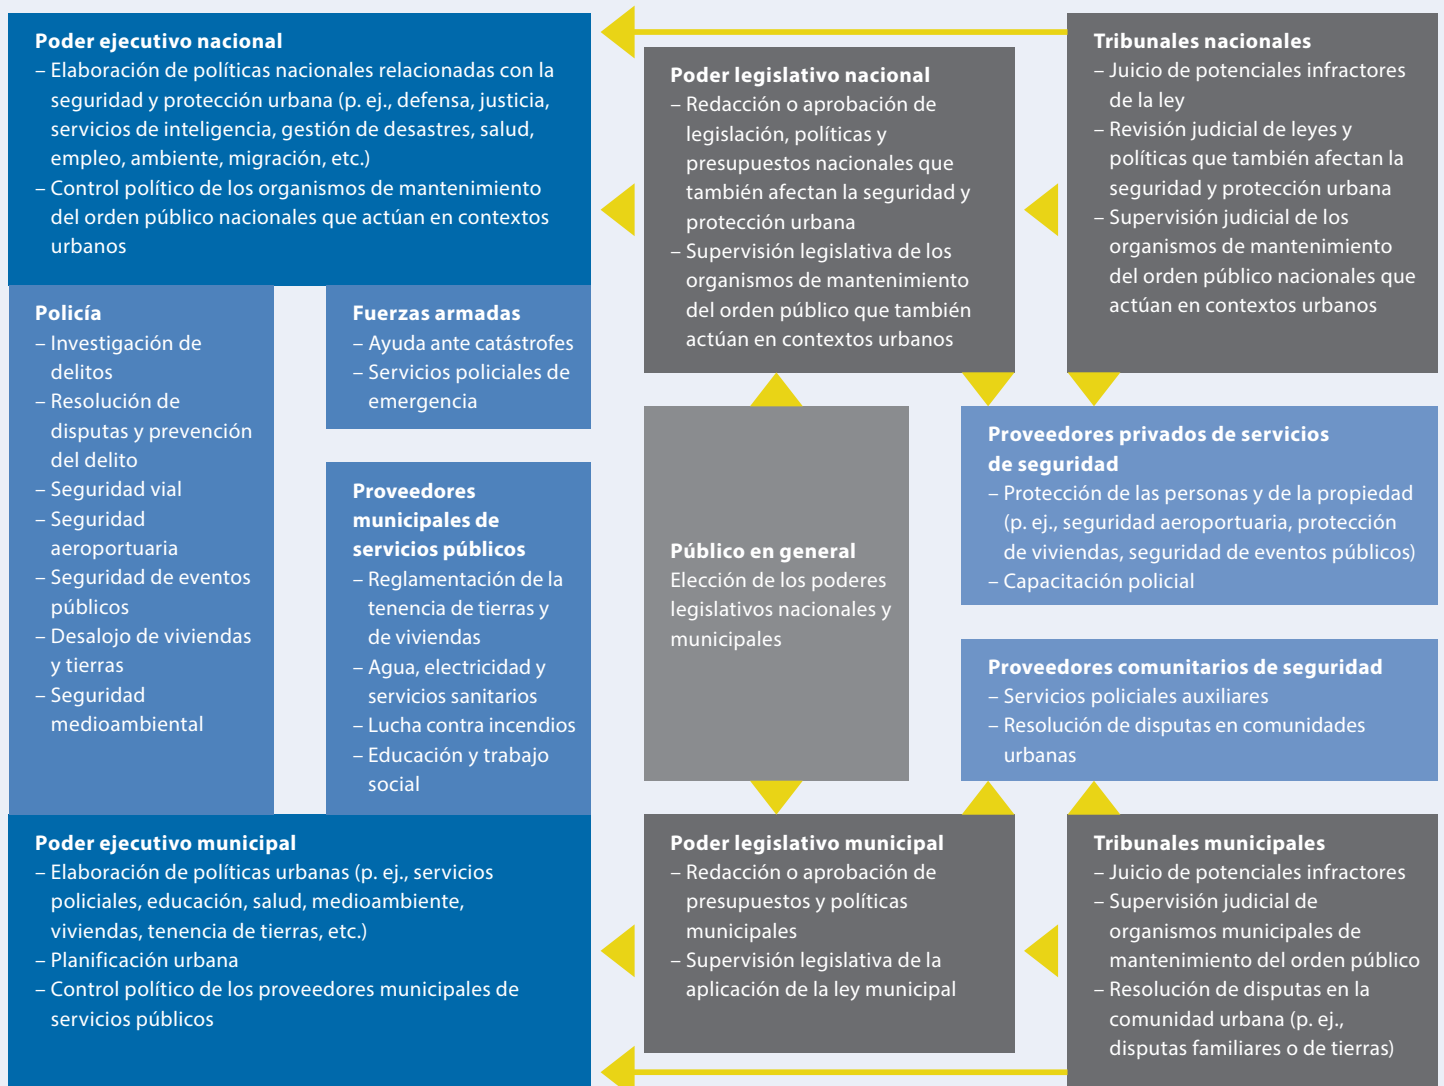 Poder ejecutivo nacional
– Elaboración de políticas nacionales relacionadas con la
seguridad y protección urbana (p. ej., defensa, justicia,
servicios de inteligencia, gestión de desastres, salud,
empleo, ambiente, migración, etc.)
– Control político de los organismos de mantenimiento
del orden público nacionales que actúan en contextos
urbanos
Poder legislativo nacional
– Redacción o aprobación de
legislación, políticas y
presupuestos nacionales que
también afectan la seguridad y
protección urbana
– Supervisión legislativa de los
organismos de mantenimiento
del orden público que también
actúan en contextos urbanos
Tribunales nacionales
– Juicio de potenciales infractores
de la ley
– Revisión judicial de leyes y
políticas que también afectan la
seguridad y protección urbana
– Supervisión judicial de los
organismos de mantenimiento
del orden público nacionales que
actúan en contextos urbanos
Policía
– Investigación de
delitos
– Resolución de
disputas y prevención
del delito
– Seguridad vial
– Seguridad
aeroportuaria
– Seguridad de eventos
públicos
– Desalojo de viviendas
y tierras
– Seguridad
medioambiental
Fuerzas armadas
– Ayuda ante catástrofes
– Servicios policiales de
emergencia
Proveedores
municipales de
servicios públicos
– Reglamentación de la
tenencia de tierras y
de viviendas
– Agua, electricidad y
servicios sanitarios
– Lucha contra incendios
– Educación y trabajo
social
Público en general
Elección de los poderes
legislativos nacionales y
municipales
Proveedores privados de servicios
de seguridad
– Protección de las personas y de la propiedad
(p. ej., seguridad aeroportuaria, protección
de viviendas, seguridad de eventos públicos)
– Capacitación policial
Proveedores comunitarios de seguridad
– Servicios policiales auxiliares
– Resolución de disputas en comunidades
urbanas
Poder ejecutivo municipal
– Elaboración de políticas urbanas (p. ej., servicios
policiales, educación, salud, medioambiente,
viviendas, tenencia de tierras, etc.)
– Planificación urbana
– Control político de los proveedores municipales de
servicios públicos
Poder legislativo municipal
– Redacción o aprobación de
presupuestos y políticas
municipales
– Supervisión legislativa de la
aplicación de la ley municipal
Tribunales municipales
– Juicio de potenciales infractores
– Supervisión judicial de
organismos municipales de
mantenimiento del orden público
– Resolución de disputas en la
comunidad urbana (p. ej.,
disputas familiares o de tierras)